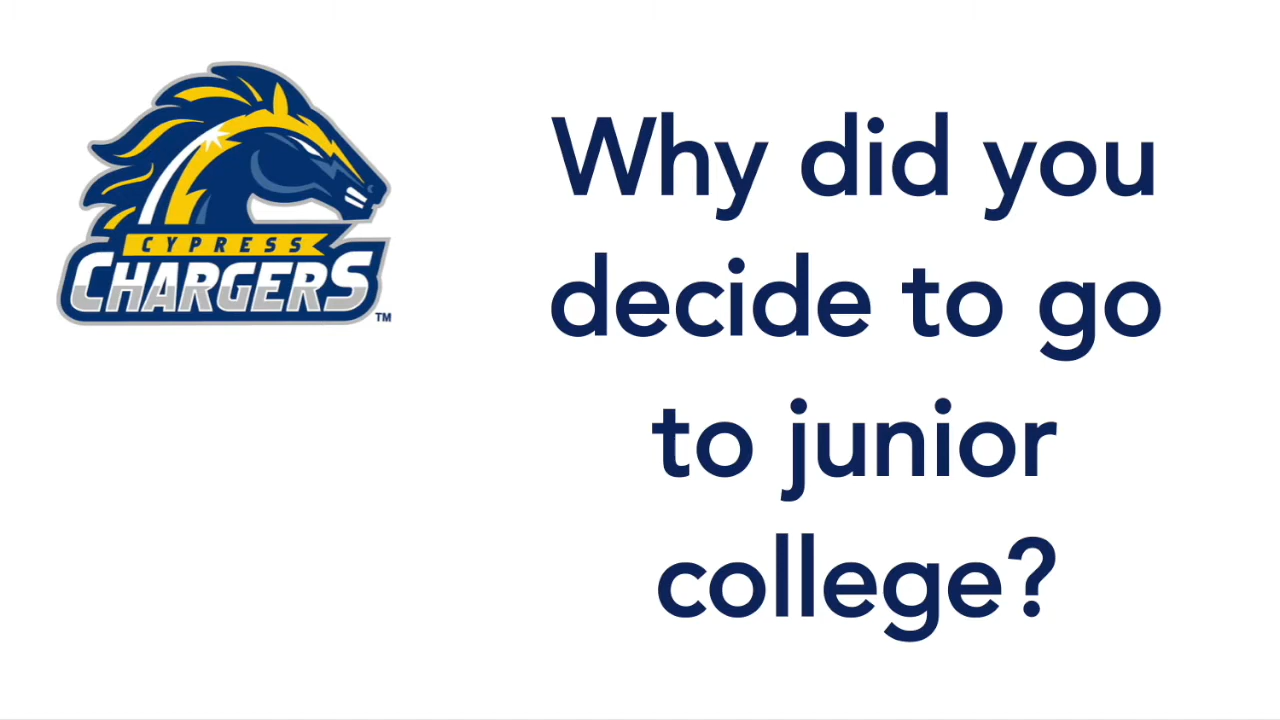 CYPRESS
CHARGERS
TM
Why did you
decide to go
to junior
college?